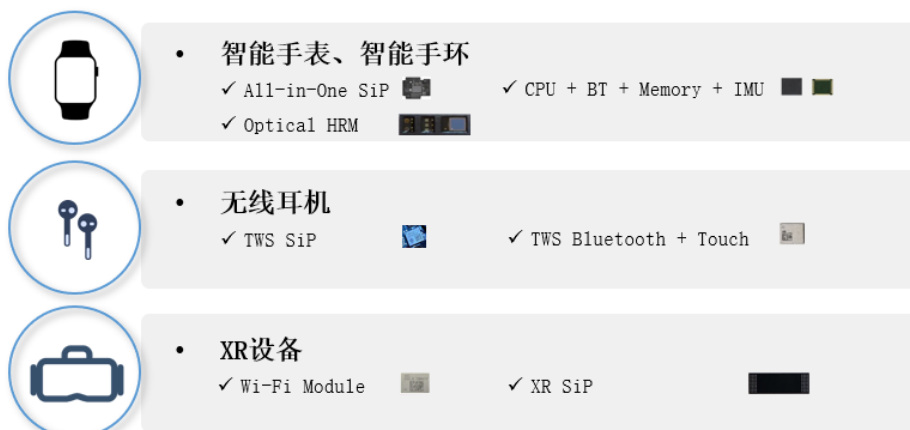 • 智能手表、智能手环
✓ All-in-One SiP ✓ CPU + BT + Memory + IMU
✓ Optical HRM
• 无线耳机
✓ TWS SiP ✓ TWS Bluetooth + Touch
• XR设备
✓ Wi-Fi Module ✓ XR SiP